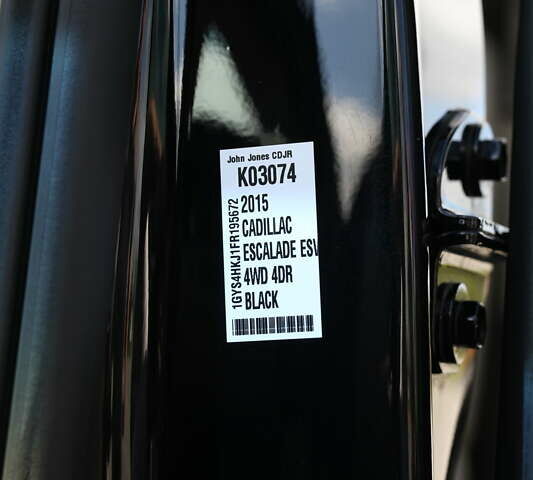 John Jones CDJR
K03074
1GYS4HKJ1FR195672
2015
CADILLAC
ESCALADE ESV
4WD 4DR
BLACK